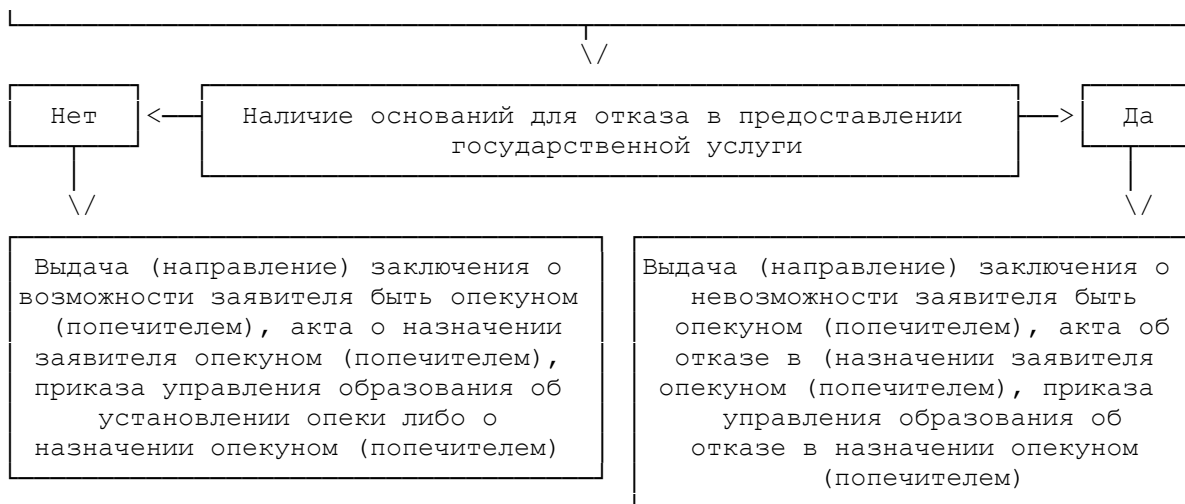 \/
Нет <── Наличие оснований для отказа в предоставлении ──> Да
государственной услуги
\/ \/
Выдача (направление) заключения о
возможности заявителя быть опекуном
(попечителем), акта о назначении
заявителя опекуном (попечителем),
приказа управления образования об
установлении опеки либо о
назначении опекуном (попечителем)
Выдача (направление) заключения о
невозможности заявителя быть
опекуном (попечителем), акта об
отказе в (назначении заявителя
опекуном (попечителем), приказа
управления образования об
отказе в назначении опекуном
(попечителем)